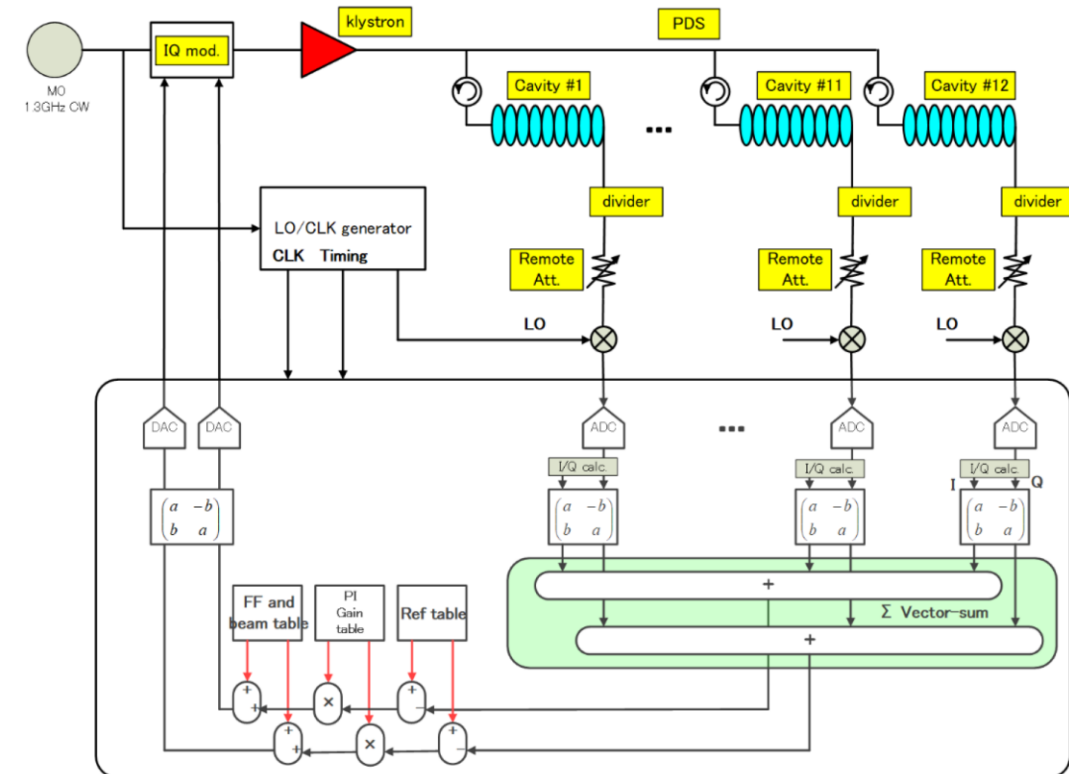 klystron
PDS
IQ mod.
MO
1.3GHz CW
Cavity #1
...
Cavity #11
Cavity #12
divider
divider
divider
LO/CLK generator
CLK Timing
Remote
Att.
Remote
Att.
Remote
Att.
LO
LO
LO
DAC
DAC
ADC
...
ADC
ADC
I/Q calc.
I/Q calc.
I/Q calc.
I
Q
a -b
b a
a -b
b a
a -b
b a
a -b
b a
+
Σ Vector-sum
+
FF and
beam table
PI
Gain
table
Ref table
+
+
×
+
−
+
+
×
+
−